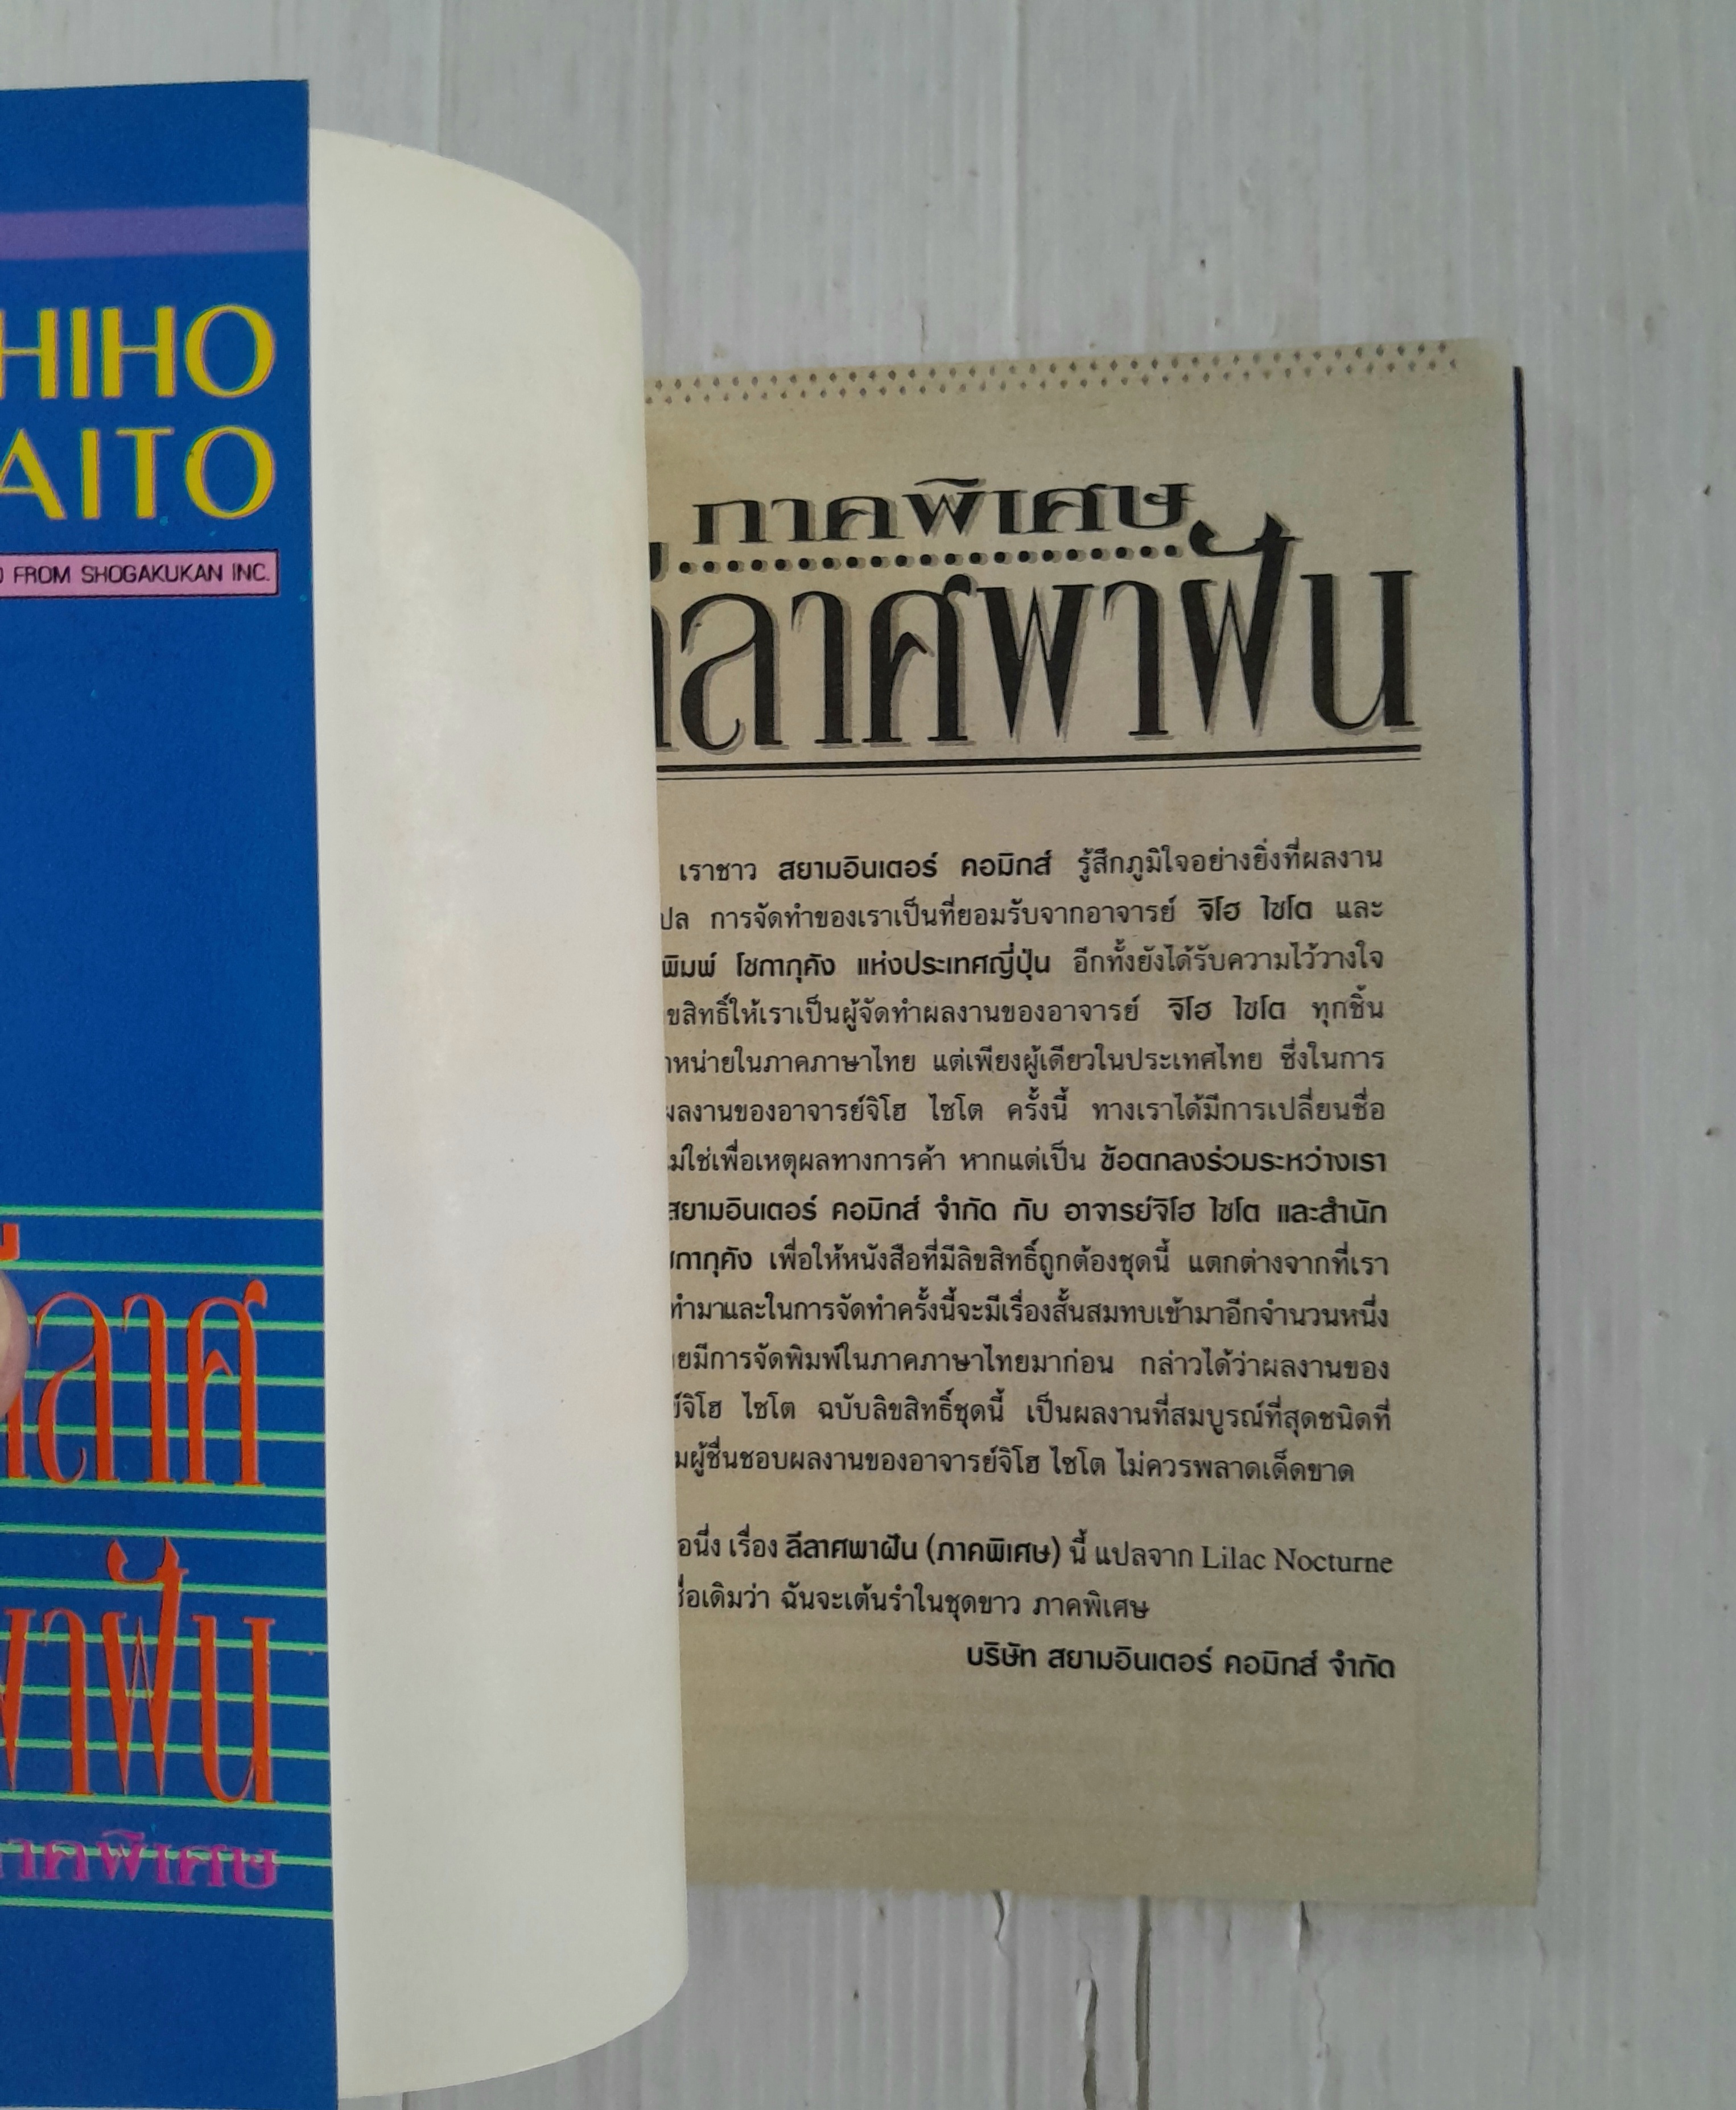 HIHO
AITO
FROM SHOGAKUKAN INC.
ลาศ
พาฝัน
ภาคพิเศษ
ภาคพิเศษ
ลาศพาฝัน
เราชาว สยามอินเตอร์ คอมิกส์ รู้สึกภูมิใจอย่างยิ่งที่ผลงาน
ปล การจัดทำของเราเป็นที่ยอมรับจากอาจารย์ จิโฮ ไซโต และ
พิมพ์ โชกากุคัง แห่งประเทศญี่ปุ่น อีกทั้งยังได้รับความไว้วางใจ
ขสิทธิ์ให้เราเป็นผู้จัดทำผลงานของอาจารย์ จิโฮ ไซโต ทุกชิ้น
หน่ายในภาคภาษาไทย แต่เพียงผู้เดียวในประเทศไทย ซึ่งในการ
ผลงานของอาจารย์จิโฮ ไซโต ครั้งนี้ ทางเราได้มีการเปลี่ยนชื่อ
ม่ใช่เพื่อเหตุผลทางการค้า หากแต่เป็น ข้อตกลงร่วมระหว่างเรา
สยามอินเตอร์ คอมิกส์ จำกัด กับ อาจารย์จิโฮ ไซโต และสำนัก
กากุคัง เพื่อให้หนังสือที่มีลิขสิทธิ์ถูกต้องชุดนี้ แตกต่างจากที่เรา
ทำมาและในการจัดทำครั้งนี้จะมีเรื่องสั้นสมทบเข้ามาอีกจำนวนหนึ่ง
ยมีการจัดพิมพ์ในภาคภาษาไทยมาก่อน กล่าวได้ว่าผลงานของ
ย์จิโฮ ไซโต ฉบับลิขสิทธิ์ชุดนี้ เป็นผลงานที่สมบูรณ์ที่สุดชนิดที่
มผู้ชื่นชอบผลงานของอาจารย์จิโฮ ไซโต ไม่ควรพลาดเด็ดขาด
อนึ่ง เรื่อง ลีลาศพาฝัน (ภาคพิเศษ) นี้ แปลจาก Lilac Nocturne
ชื่อเดิมว่า ฉันจะเต้นรำในชุดขาว ภาคพิเศษ
บริษัท สยามอินเตอร์ คอมิกส์ จำกัด